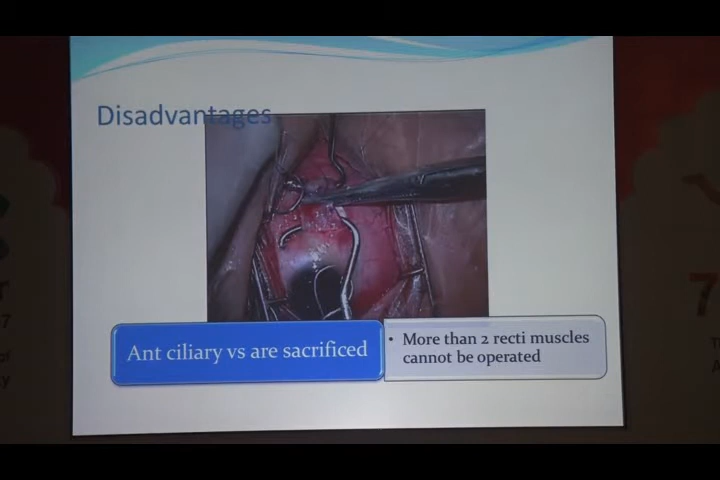 Disadvantages
Ant ciliary vs are sacrificed
• More than 2 recti muscles
cannot be operated